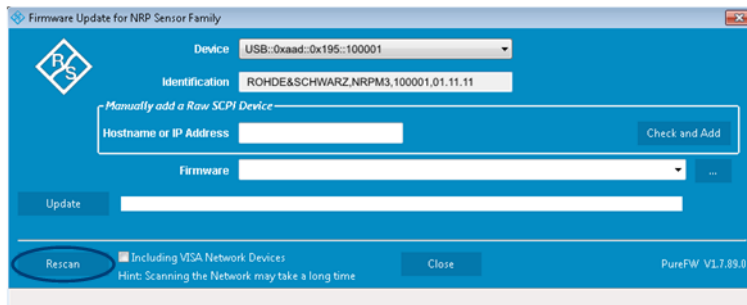 Firmware Update for NRP Sensor Family
R&S
Device USB::0xaad::0x195::100001
Identification ROHDE&SCHWARZ,NRPM3,100001,01.11.11
Manually add a Raw SCPI Device
Hostname or IP Address Check and Add
Firmware ...
Update
Rescan Including VISA Network Devices Close PureFW V1.7.89.0
Hint: Scanning the Network may take a long time